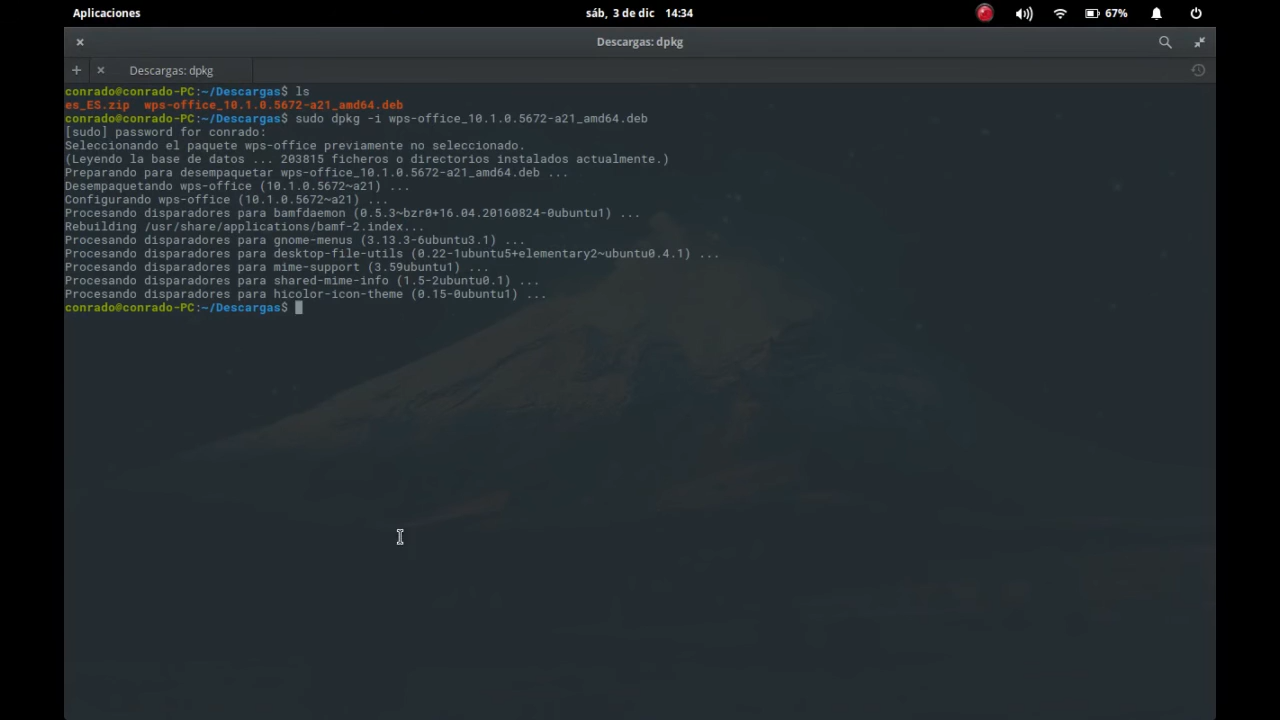 Aplicaciones sáb, 3 de dic 14:34 67%
Descargas: dpkg
Descargas: dpkg
conrado@conrado-PC:~/Descargas$ ls
es_ES.zip wps-office_10.1.0.5672-a21_amd64.deb
conrado@conrado-PC:~/Descargas$ sudo dpkg -i wps-office_10.1.0.5672-a21_amd64.deb
[sudo] password for conrado:
Seleccionando el paquete wps-office previamente no seleccionado.
(Leyendo la base de datos ... 203815 ficheros o directorios instalados actualmente.)
Preparando para desempaquetar wps-office_10.1.0.5672-a21_amd64.deb ...
Desempaquetando wps-office (10.1.0.5672~a21) ...
Configurando wps-office (10.1.0.5672~a21) ...
Procesando disparadores para bamfdaemon (0.5.3~bzr0+16.04.20160824-0ubuntu1) ...
Rebuilding /usr/share/applications/bamf-2.index...
Procesando disparadores para gnome-menus (3.13.3-6ubuntu3.1) ...
Procesando disparadores para desktop-file-utils (0.22-1ubuntu5+elementary2~ubuntu0.4.1) ...
Procesando disparadores para mime-support (3.59ubuntu1) ...
Procesando disparadores para shared-mime-info (1.5-2ubuntu0.1) ...
Procesando disparadores para hicolor-icon-theme (0.15-0ubuntu1) ...
conrado@conrado-PC:~/Descargas$